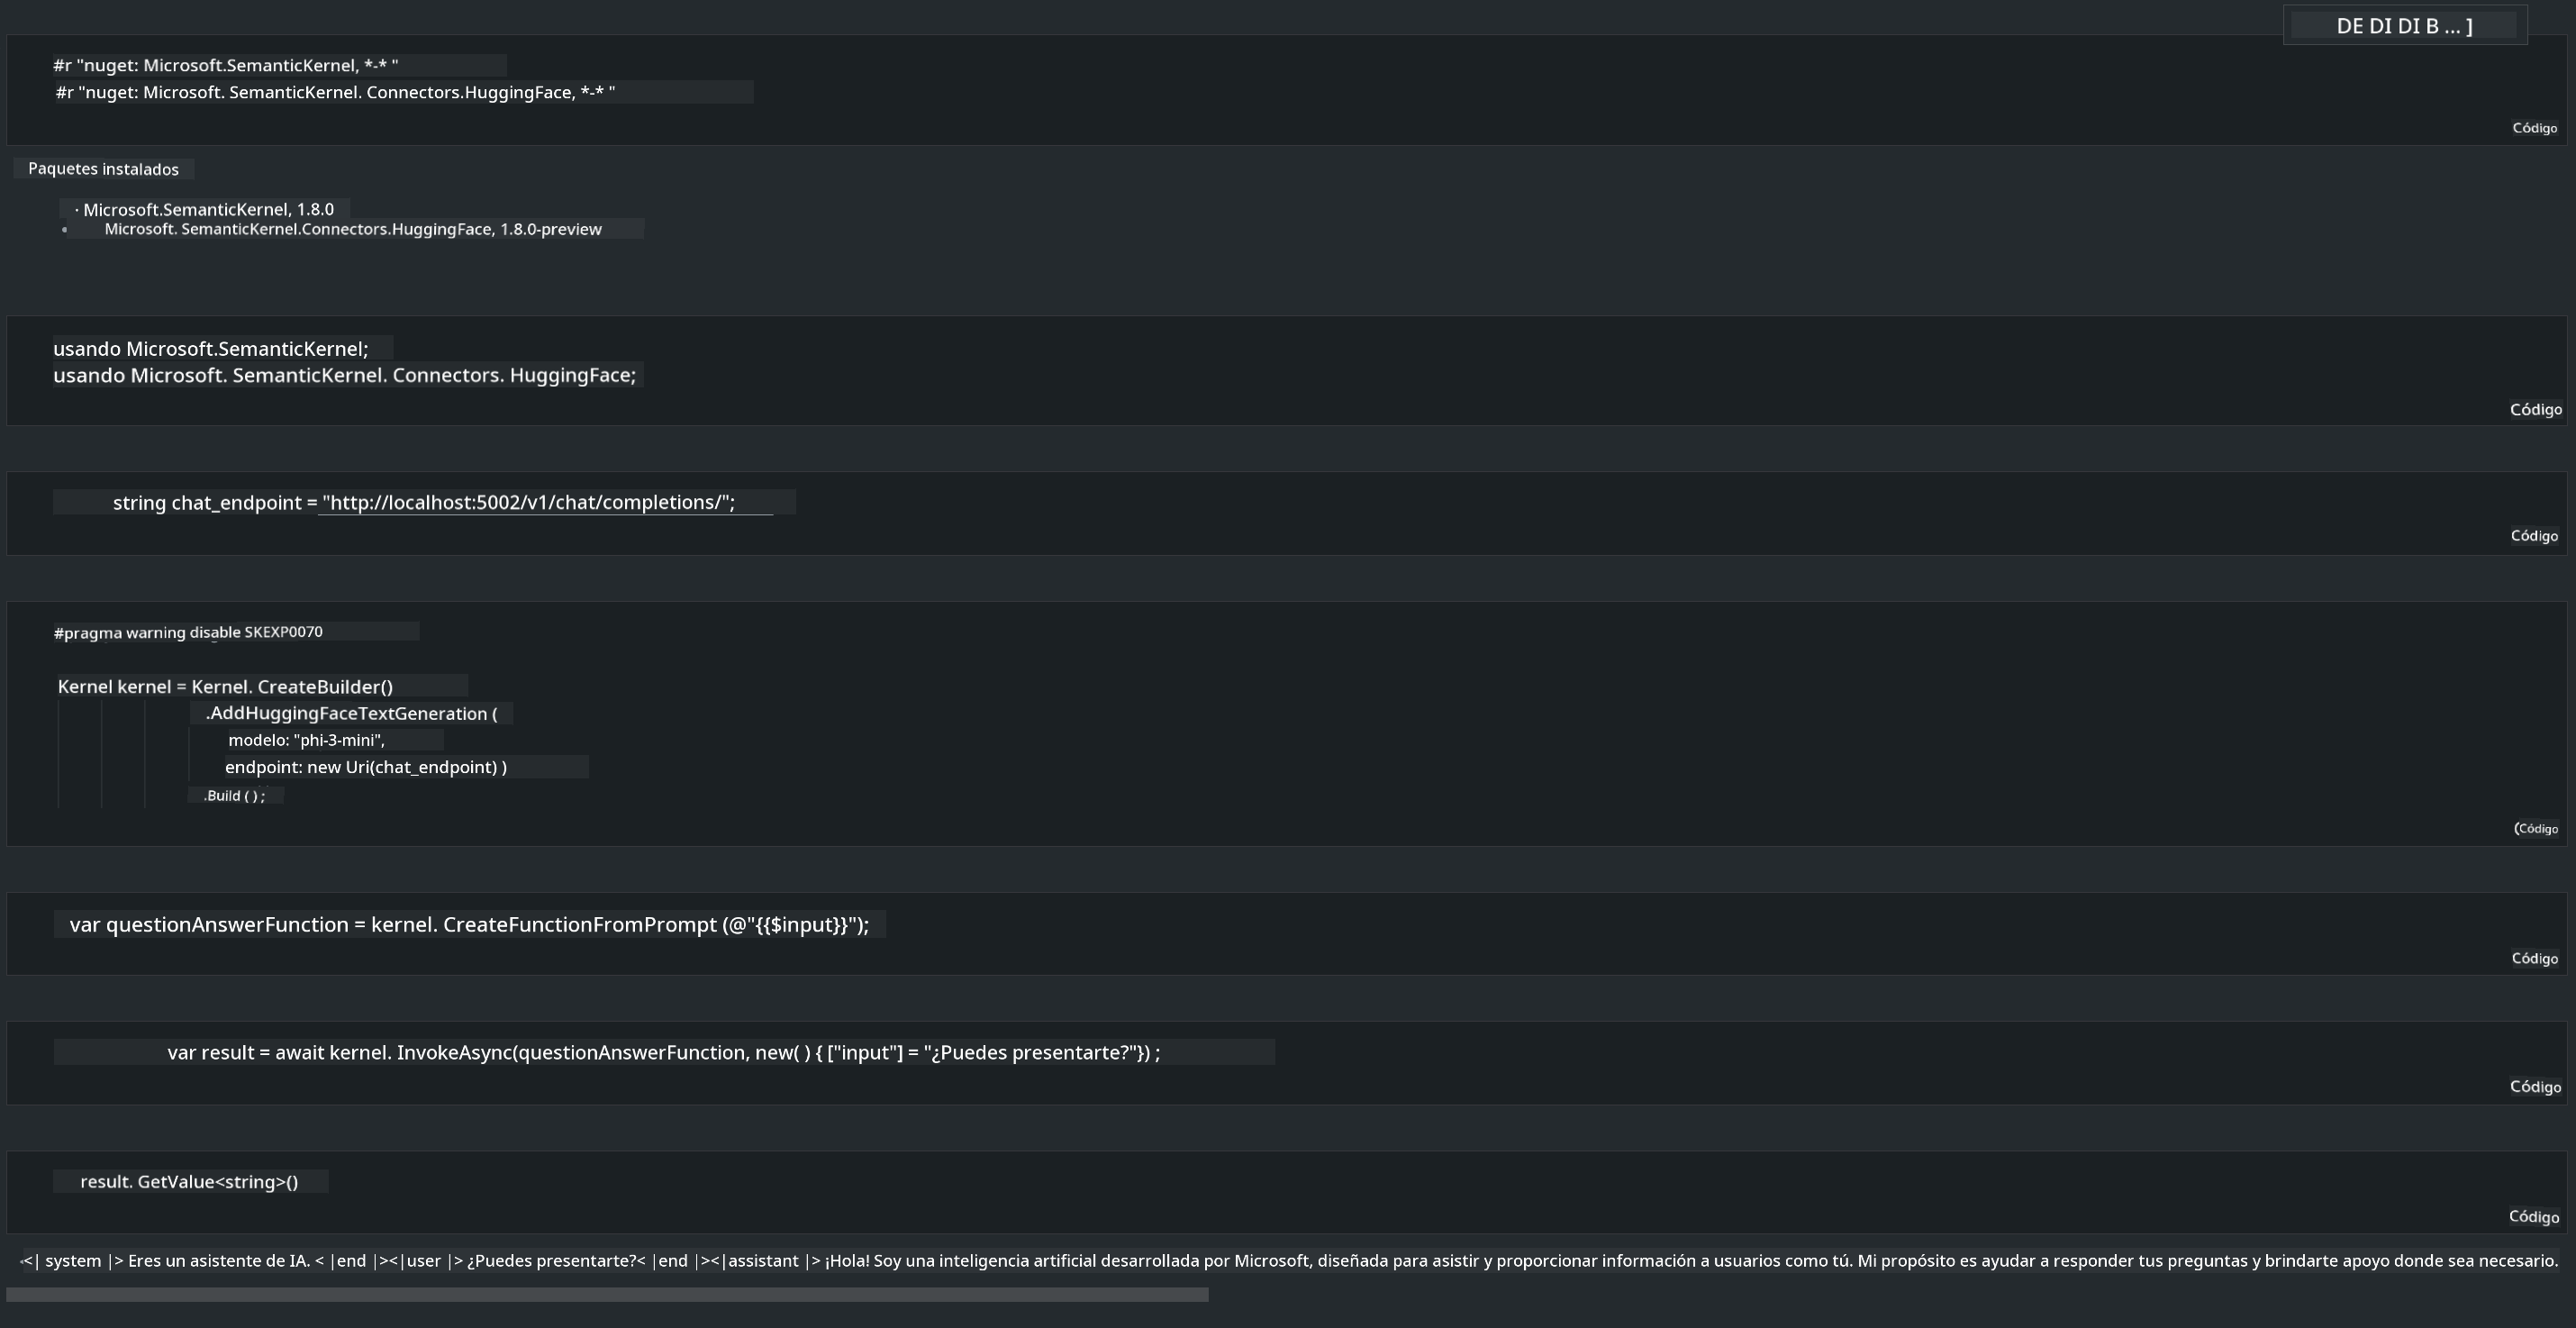 DE DI DI B ... ]
#r "nuget: Microsoft.SemanticKernel, *-* "
#r "nuget: Microsoft. SemanticKernel. Connectors.HuggingFace, *-* "
Código
Paquetes instalados
· Microsoft.SemanticKernel, 1.8.0
• Microsoft. SemanticKernel.Connectors.HuggingFace, 1.8.0-preview
usando Microsoft.SemanticKernel;
usando Microsoft. SemanticKernel. Connectors. HuggingFace;
Código
string chat_endpoint = "http://localhost:5002/v1/chat/completions/";
Código
#pragma warning disable SKEXP0070
Kernel kernel = Kernel. CreateBuilder()
.AddHuggingFaceTextGeneration (
modelo: "phi-3-mini",
endpoint: new Uri(chat_endpoint) )
.Build ( ) ;
(Código
var questionAnswerFunction = kernel. CreateFunctionFromPrompt (@"{{$input}}");
Código
var result = await kernel. InvokeAsync(questionAnswerFunction, new( ) { ["input"] = "¿Puedes presentarte?"}) ;
Código
result. GetValue<string>()
Código
<| system |> Eres un asistente de IA. < |end |><|user |> ¿Puedes presentarte?< |end |><|assistant |> ¡Hola! Soy una inteligencia artificial desarrollada por Microsoft, diseñada para asistir y proporcionar información a usuarios como tú. Mi propósito es ayudar a responder tus preguntas y brindarte apoyo donde sea necesario.